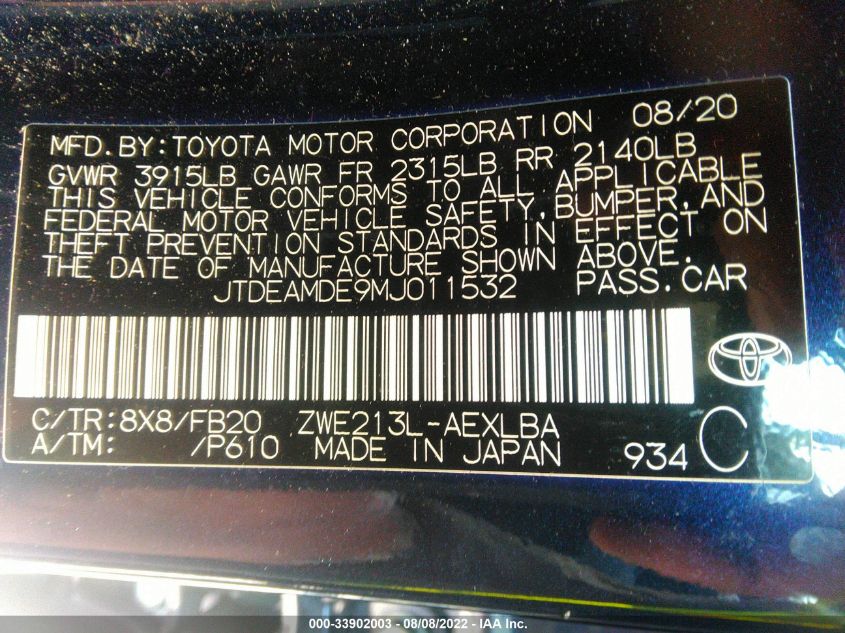 MFD. BY: TOYOTA MOTOR CORPORATION 08/20
GVWR 3915LB GAWR FR 2315LB RR 2140LB
THIS VEHICLE CONFORMS TO ALL APPLICABLE
FEDERAL MOTOR VEHICLE SAFETY, BUMPER, AND
THEFT PREVENTION STANDARDS IN EFFECT ON
THE DATE OF MANUFACTURE SHOWN ABOVE.
JTDEAMDE9MJ011532 PASS. CAR
C/TR: 8X8/FB20 ZWE213L-AEXLBA
A/TM: /P610 MADE IN JAPAN 934 C
000-33902003 - 08/08/2022 - IAA Inc.